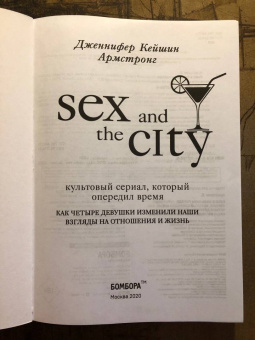 Дженнифер Кейшин
Армстронг
sex and
the city
культовый сериал, который
опередил время
КАК ЧЕТЫРЕ ДЕВУШКИ ИЗМЕНИЛИ НАШИ
ВЗГЛЯДЫ НА ОТНОШЕНИЯ И ЖИЗНЬ
БОМБОРА™
Москва 2020